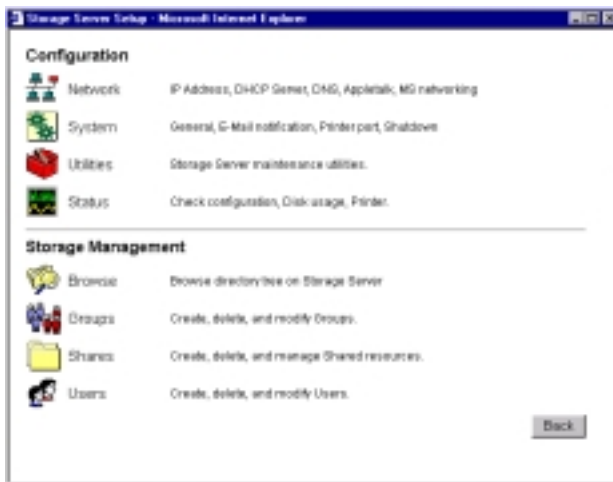 Storage Server Setup - Microsoft Internet Explorer
Configuration
Network IP Address, DHCP Server, DNS, Appletalk, MS networking
System General, E-Mail notification, Printer port, Shutdown
Utilities Storage Server maintenance utilities.
Status Check configuration, Disk usage, Printer.
Storage Management
Browse Browse directory tree on Storage Server
Groups Create, delete, and modify Groups.
Shares Create, delete, and manage Shared resources.
Users Create, delete, and modify Users.
Back